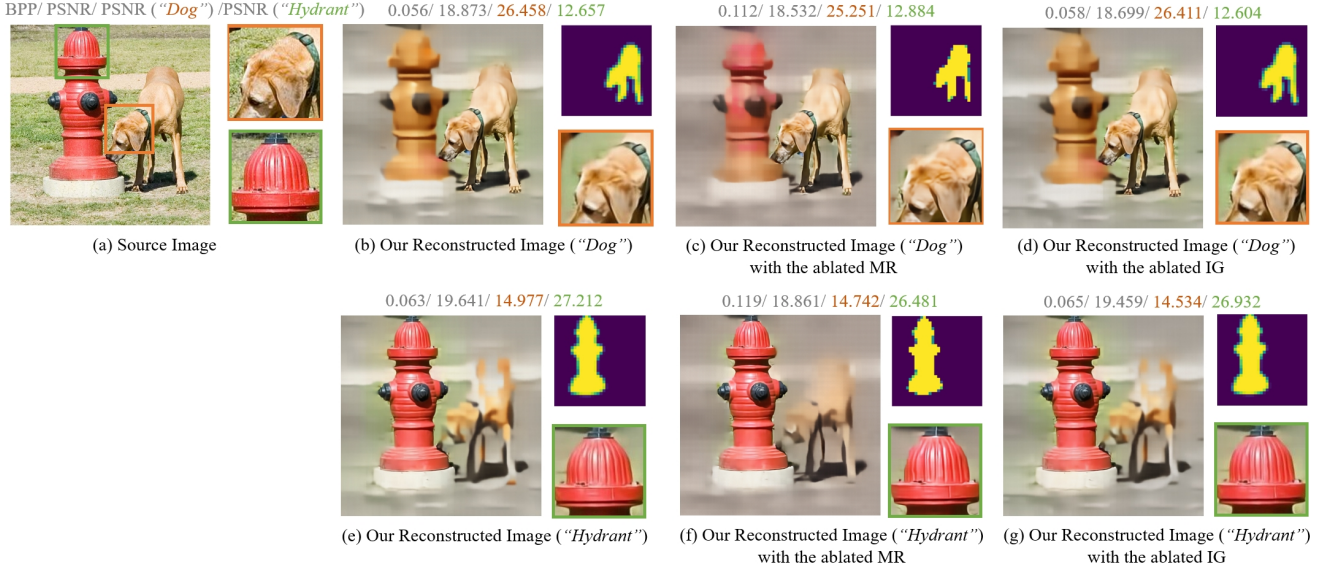 BPP/ PSNR/ PSNR (“Dog”) /PSNR (“Hydrant”)
0.056/ 18.873/ 26.458/ 12.657
0.112/ 18.532/ 25.251/ 12.884
0.058/ 18.699/ 26.411/ 12.604
(a) Source Image
(b) Our Reconstructed Image (“Dog”)
(c) Our Reconstructed Image (“Dog”)
with the ablated MR
(d) Our Reconstructed Image (“Dog”)
with the ablated IG
0.063/ 19.641/ 14.977/ 27.212
0.119/ 18.861/ 14.742/ 26.481
0.065/ 19.459/ 14.534/ 26.932
(e) Our Reconstructed Image (“Hydrant”)
(f) Our Reconstructed Image (“Hydrant”)
with the ablated MR
(g) Our Reconstructed Image (“Hydrant”)
with the ablated IG